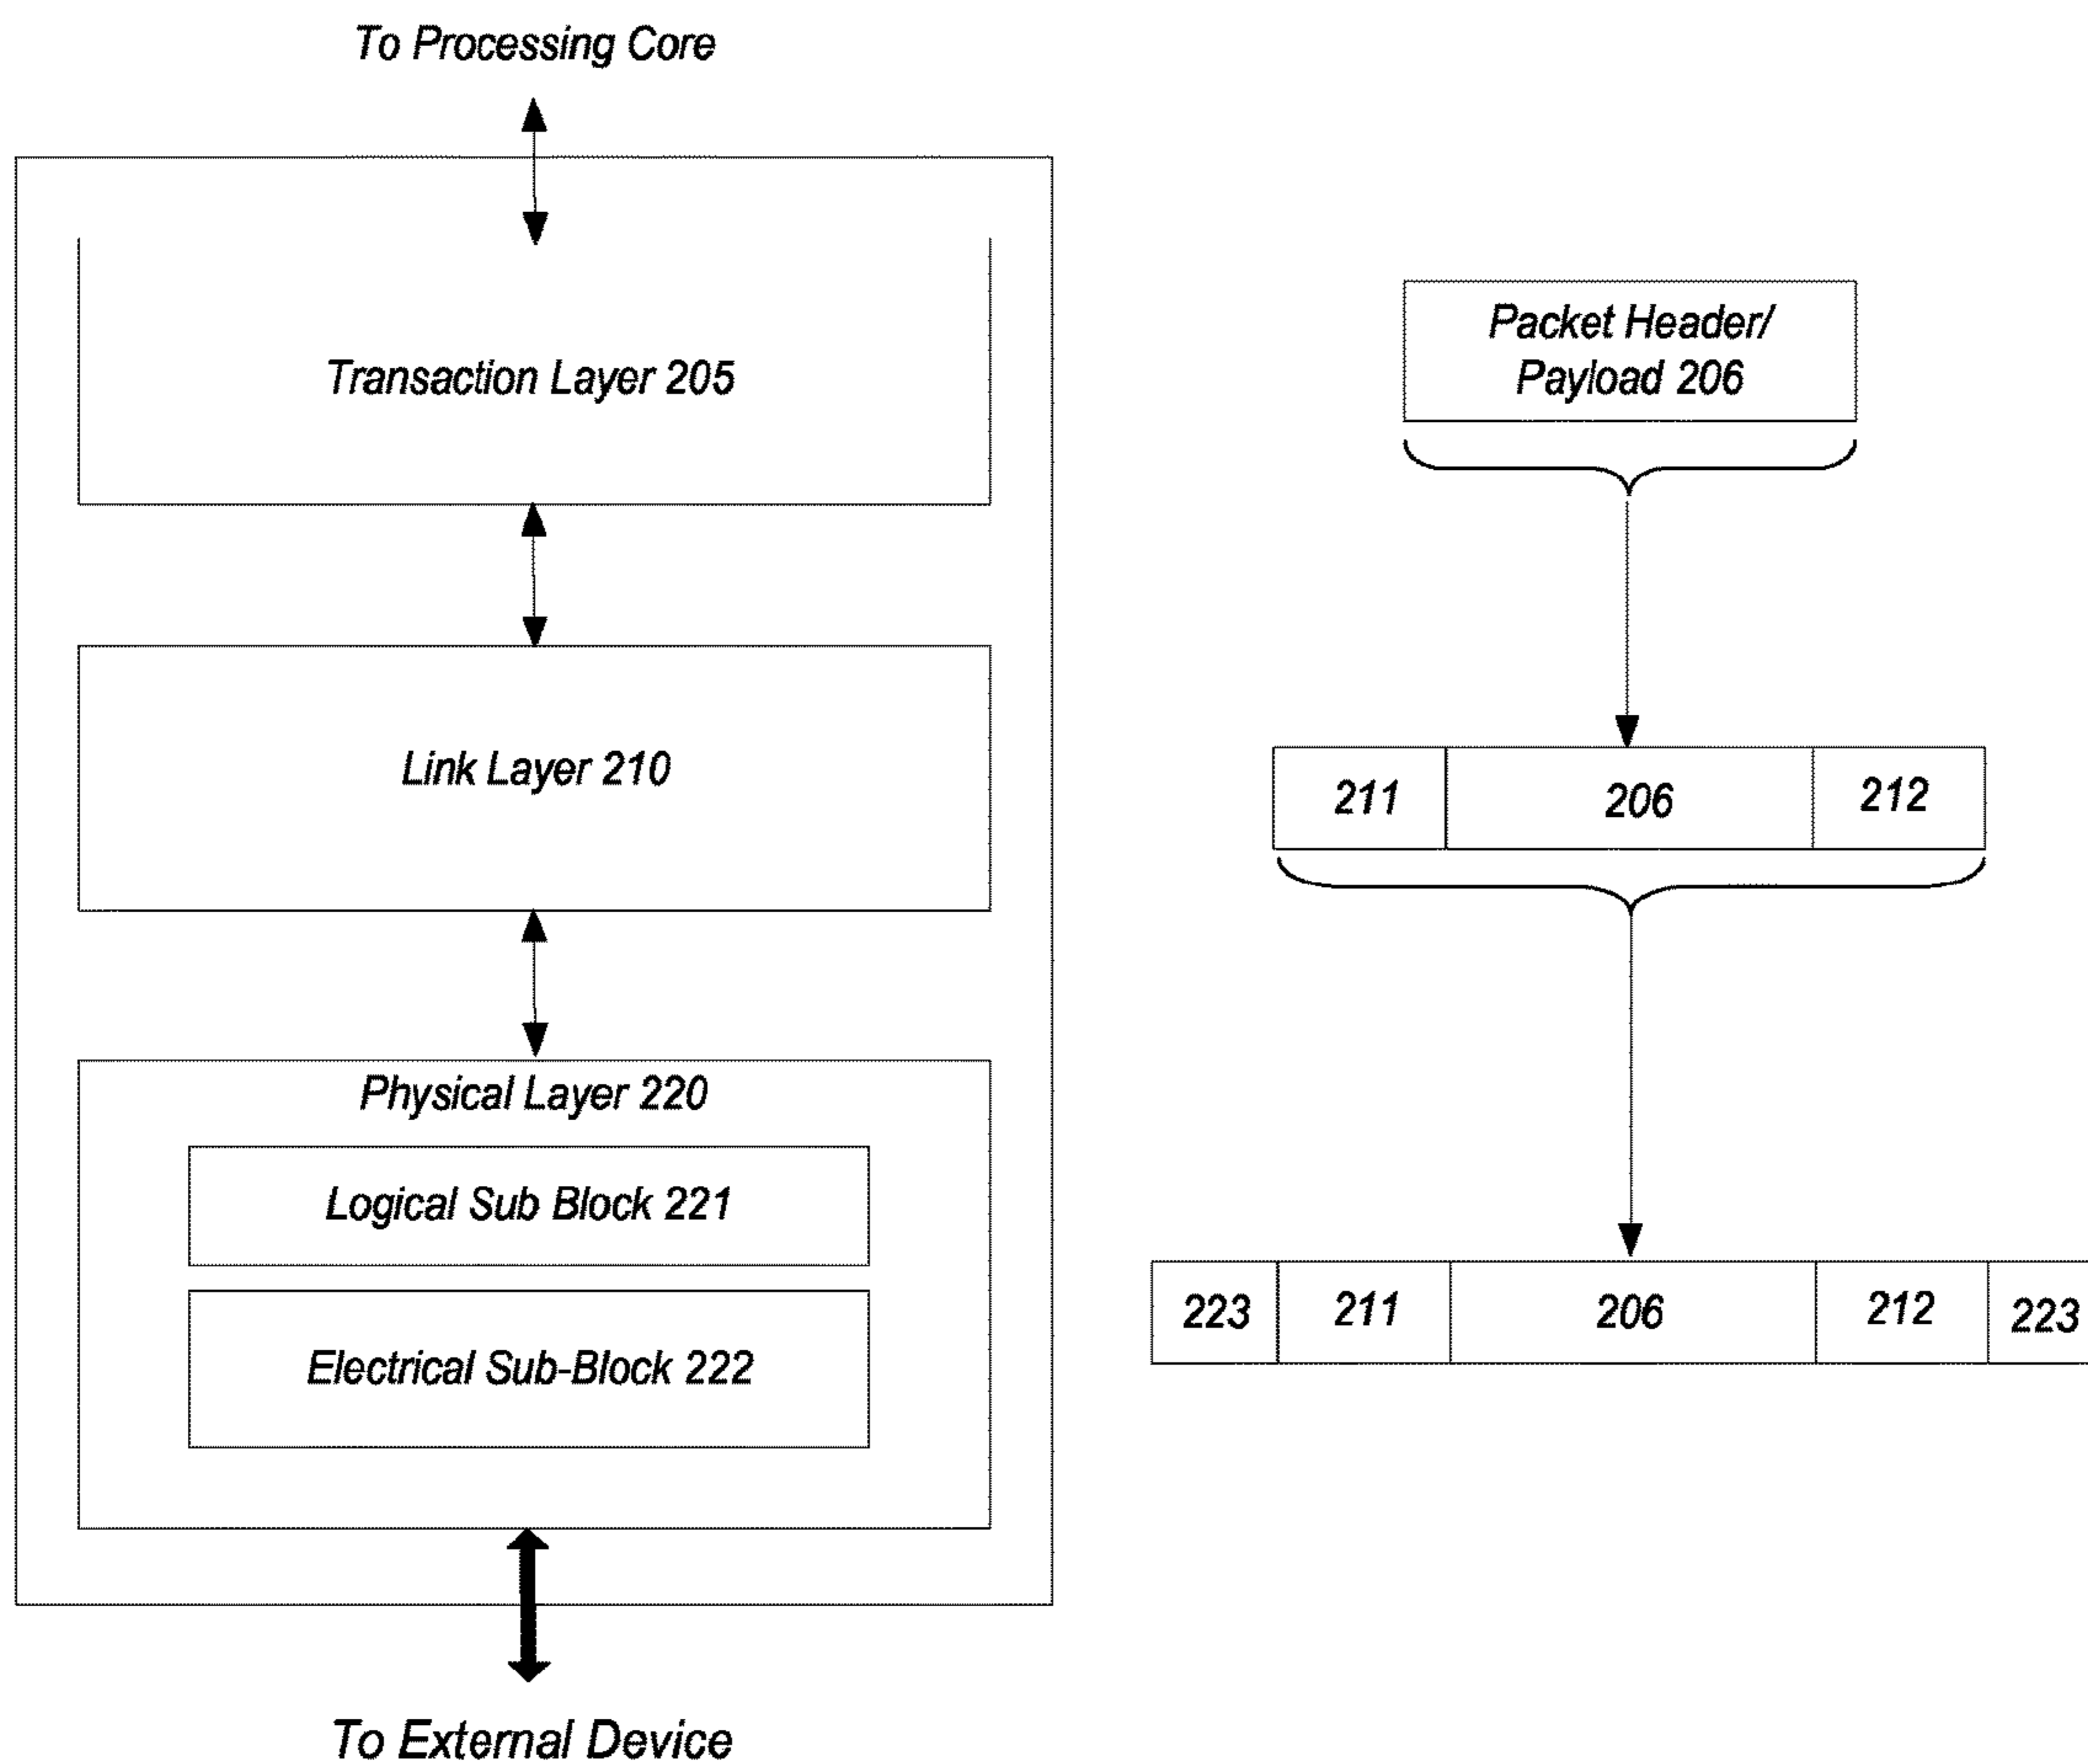 To Processing Core
Transaction Layer 205
Packet Header/
Payload 206
Link Layer 210
211 206 212
Physical Layer 220
Logical Sub Block 221
Electrical Sub-Block 222
223 211 206 212 223
To External Device